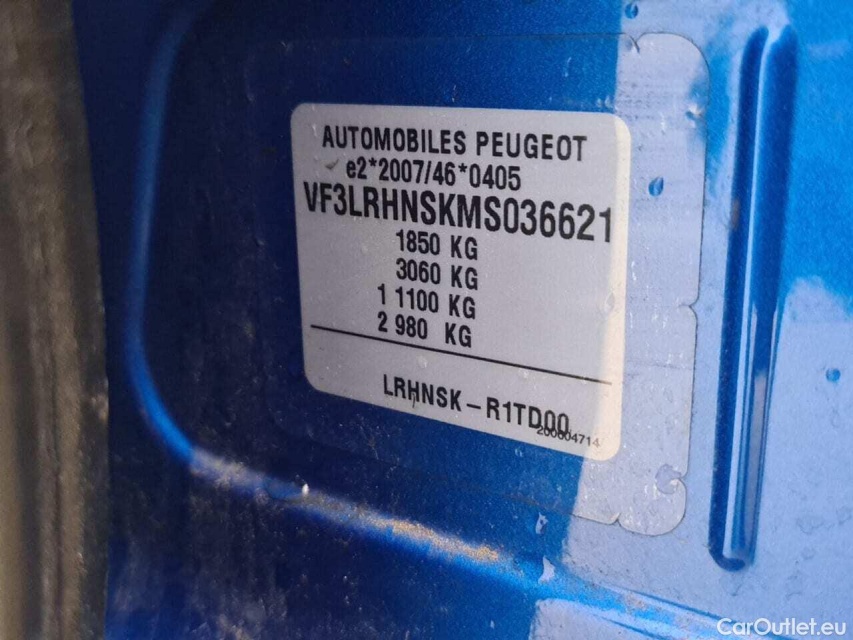 AUTOMOBILES PEUGEOT
e2*2007/46*0405
VF3LRHNSKMS036621
1850 KG
3060 KG
1 1100 KG
2 980 KG
LRHNSK-R1TD00
200604714
CarOutlet.eu